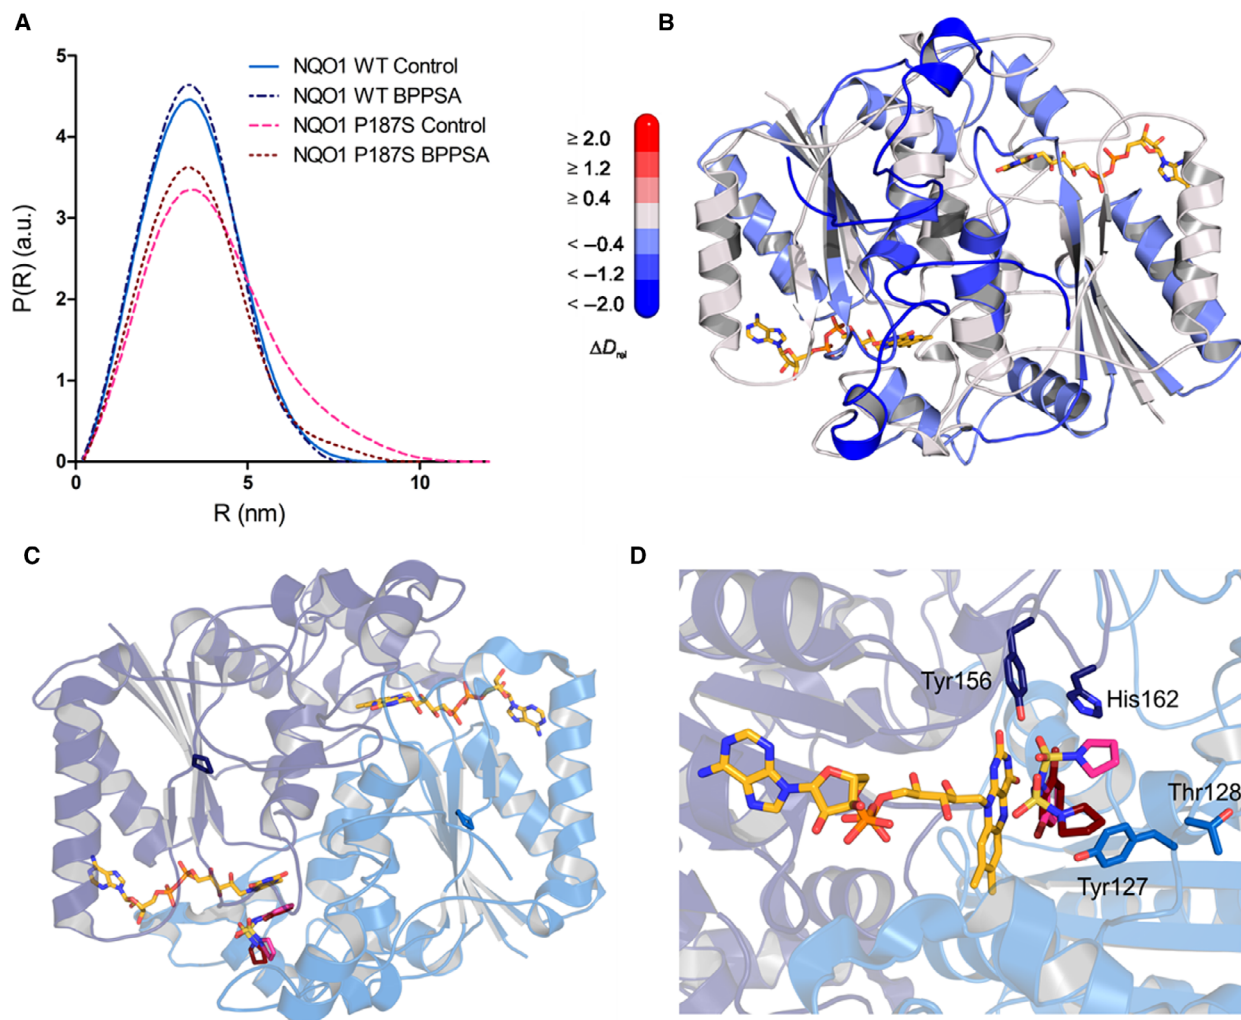 A
5
4
3
2
1
0
0
5
10
P(R) (a.u.)
R (nm)
NQO1 WT Control
NQO1 WT BPPSA
NQO1 P187S Control
NQO1 P187S BPPSA
B
≥ 2.0
≥ 1.2
≥ 0.4
< –0.4
< –1.2
< –2.0
ΔDrel
C
D
Tyr156
His162
Thr128
Tyr127